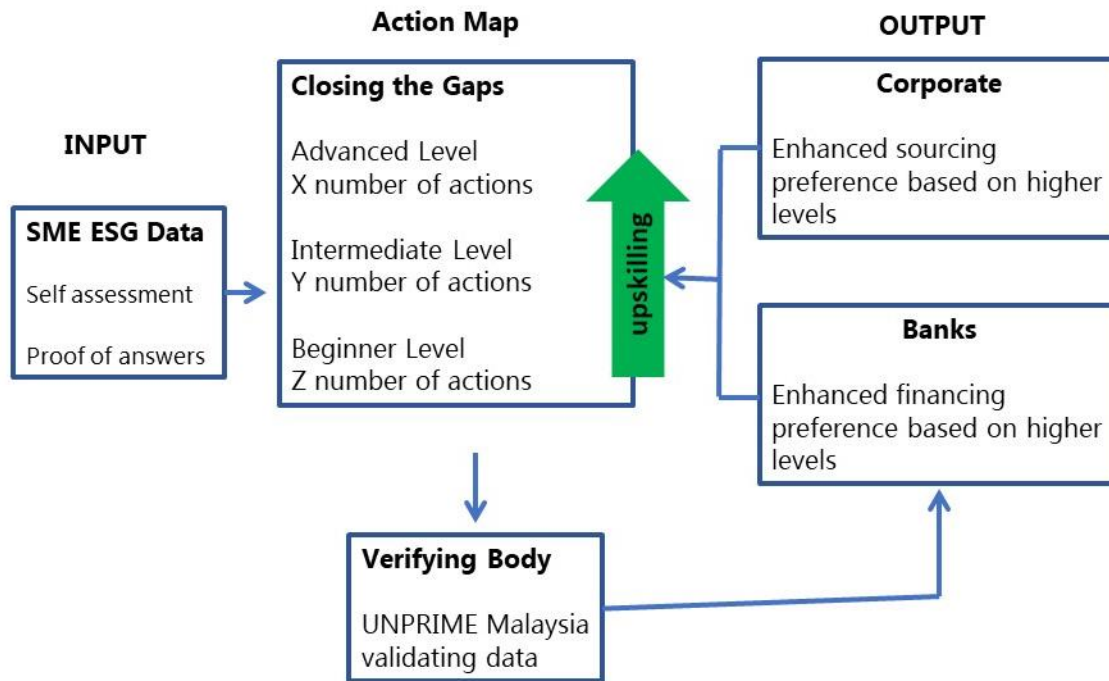 INPUT
SME ESG Data
Self assessment
Proof of answers
Action Map
Closing the Gaps
Advanced Level
X number of actions
Intermediate Level
Y number of actions
Beginner Level
Z number of actions
upskilling
Verifying Body
UNPRIME Malaysia
validating data
OUTPUT
Corporate
Enhanced sourcing
preference based on higher
levels
Banks
Enhanced financing
preference based on higher
levels